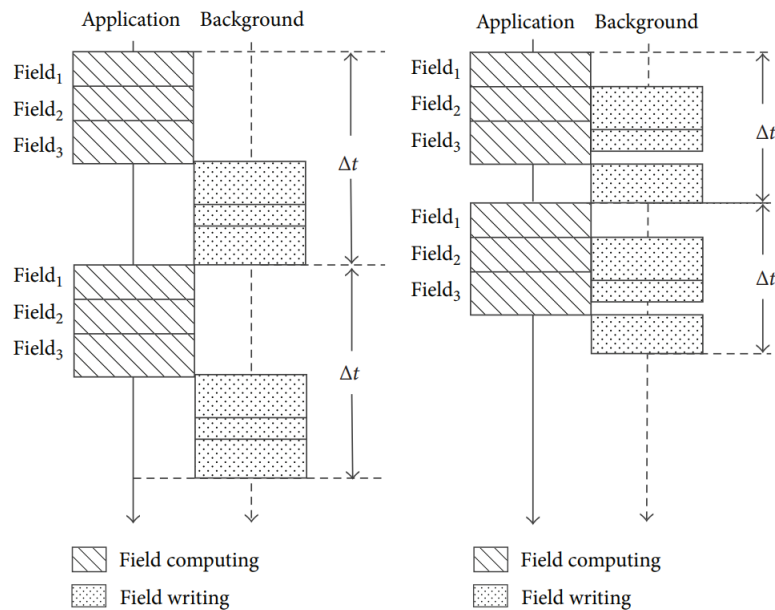 Application Background
Field₁
Field₂
Field₃
Δt
Field₁
Field₂
Field₃
Δt
Field computing
Field writing
Application Background
Field₁
Field₂
Field₃
Δt
Field₁
Field₂
Field₃
Δt
Field computing
Field writing